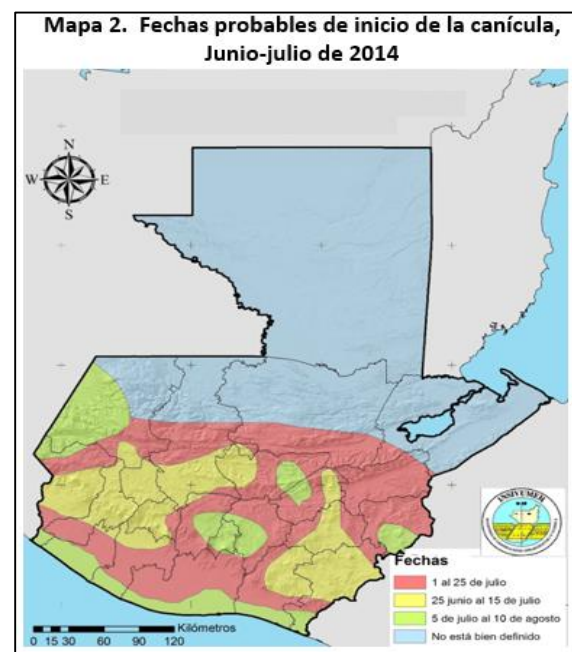 Mapa 2. Fechas probables de inicio de la canícula,
Junio-julio de 2014
N
W E
S
INSIVUMEH
Fechas
1 al 25 de julio
25 junio al 15 de julio
5 de julio al 10 de agosto
No está bien definido
Kilómetros
0 15 30 60 90 120